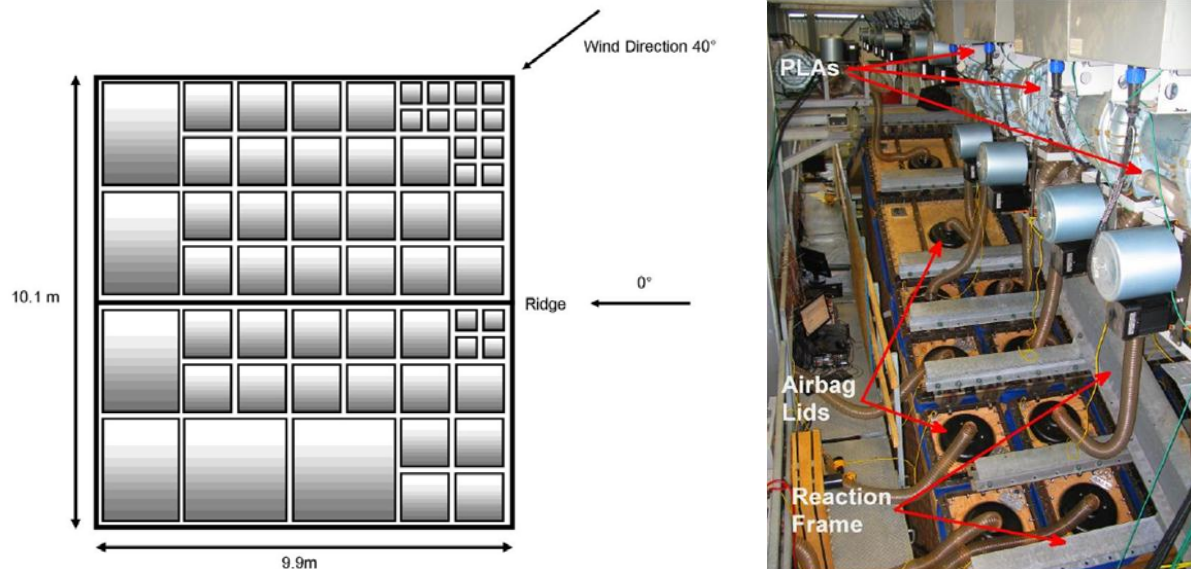 Wind Direction 40°
0°
Ridge
10.1 m
9.9m
PLAs
Airbag
Lids
Reaction
Frame